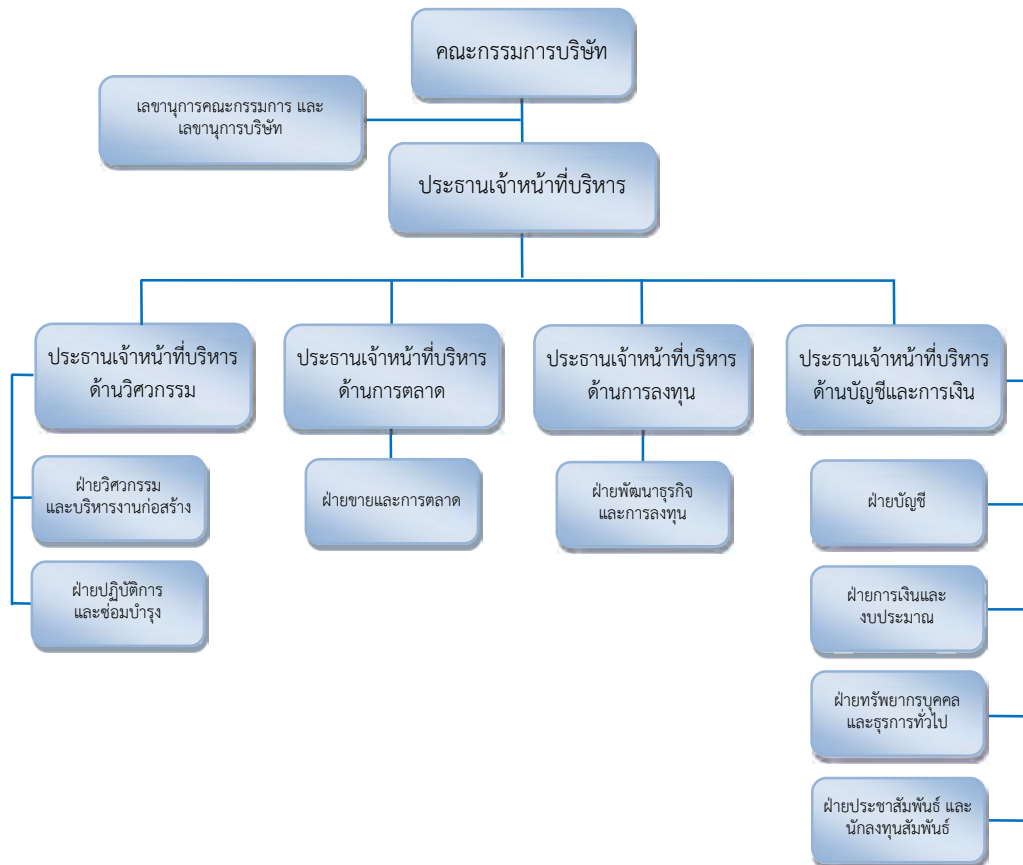 คณะกรรมการบริษัท
เลขานุการคณะกรรมการ และ
เลขานุการบริษัท
ประธานเจ้าหน้าที่บริหาร
ประธานเจ้าหน้าที่บริหาร
ด้านวิศวกรรม
ประธานเจ้าหน้าที่บริหาร
ด้านการตลาด
ประธานเจ้าหน้าที่บริหาร
ด้านการลงทุน
ประธานเจ้าหน้าที่บริหาร
ด้านบัญชีและการเงิน
ฝ่ายวิศวกรรม
และบริหารงานก่อสร้าง
ฝ่ายขายและการตลาด
ฝ่ายพัฒนาธุรกิจ
และการลงทุน
ฝ่ายบัญชี
ฝ่ายปฏิบัติการ
และซ่อมบำรุง
ฝ่ายการเงินและ
งบประมาณ
ฝ่ายทรัพยากรบุคคล
และธุรการทั่วไป
ฝ่ายประชาสัมพันธ์ และ
นักลงทุนสัมพันธ์